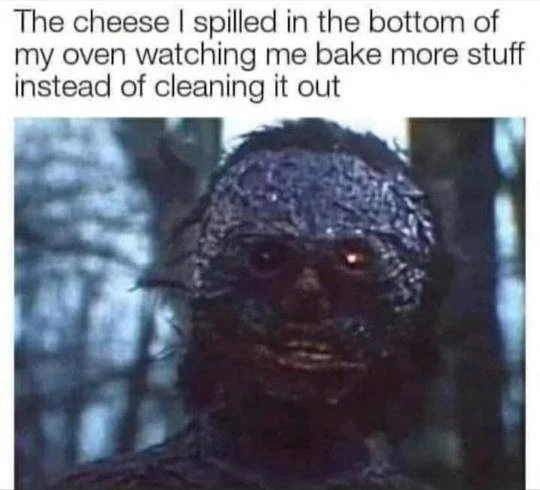 The cheese I spilled in the bottom of
my oven watching me bake more stuff
instead of cleaning it out